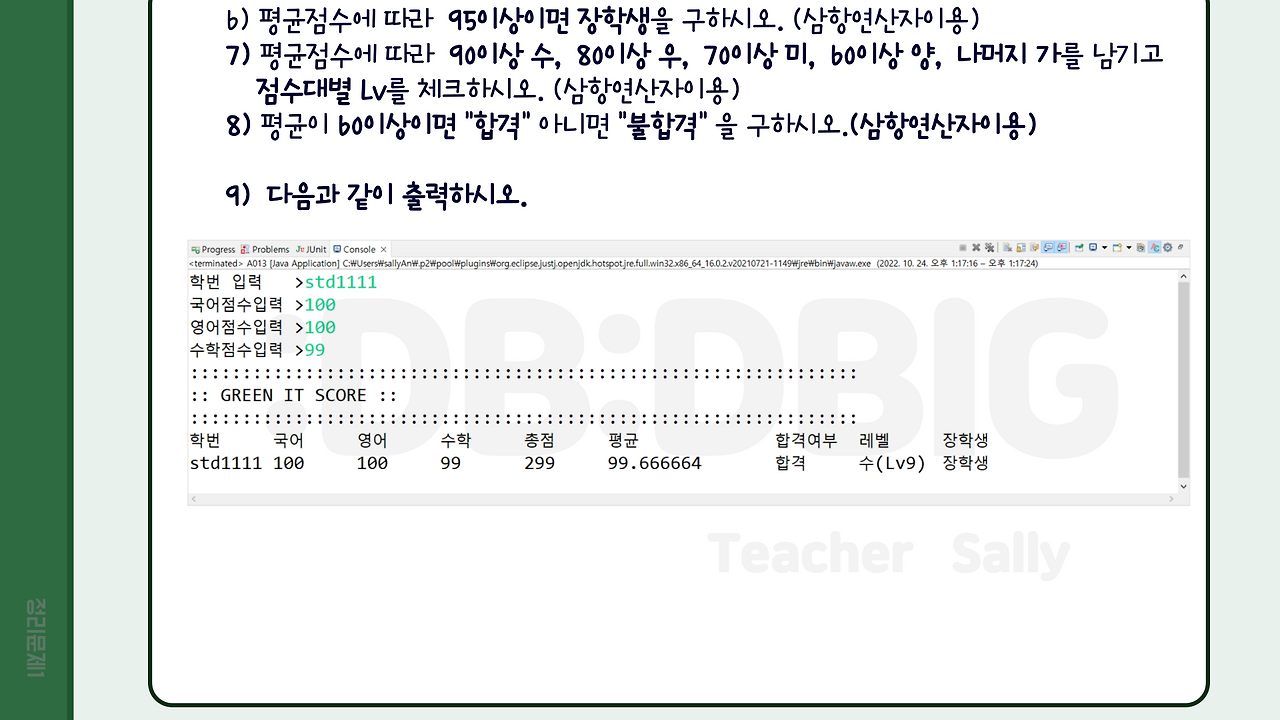 6) 평균점수에 따라 95이상이면 장학생을 구하시오. (삼항연산자이용)
7) 평균점수에 따라 90이상 수, 80이상 우, 70이상 미, 60이상 양, 나머지 가를 남기고
점수대별 Lv를 체크하시오. (삼항연산자이용)
8) 평균이 60이상이면 "합격" 아니면 "불합격" 을 구하시오.(삼항연산자이용)
9) 다음과 같이 출력하시오.
Progress Problems JUnit Console
<terminated> A013 [Java Application] C:₩Users₩sallyAn₩.p2₩pool₩plugins₩org.eclipse.justj.openjdk.hotspot.jre.full.win32.x86_64_16.0.2.v20210721-1149₩jre₩bin₩javaw.exe (2022. 10. 24. 오후 1:17:16 – 오후 1:17:24)
학번 입력 >std1111
국어점수입력 >100
영어점수입력 >100
수학점수입력 >99
::::::::::::::::::::::::::::::::::::::::::::::::::::::::::::::::
:: GREEN IT SCORE ::
::::::::::::::::::::::::::::::::::::::::::::::::::::::::::::::::
학번 국어 영어 수학 총점 평균 합격여부 레벨 장학생
std1111 100 100 99 299 99.666664 합격 수(Lv9) 장학생
:DB:DBIG
Teacher Sally
정리문제1